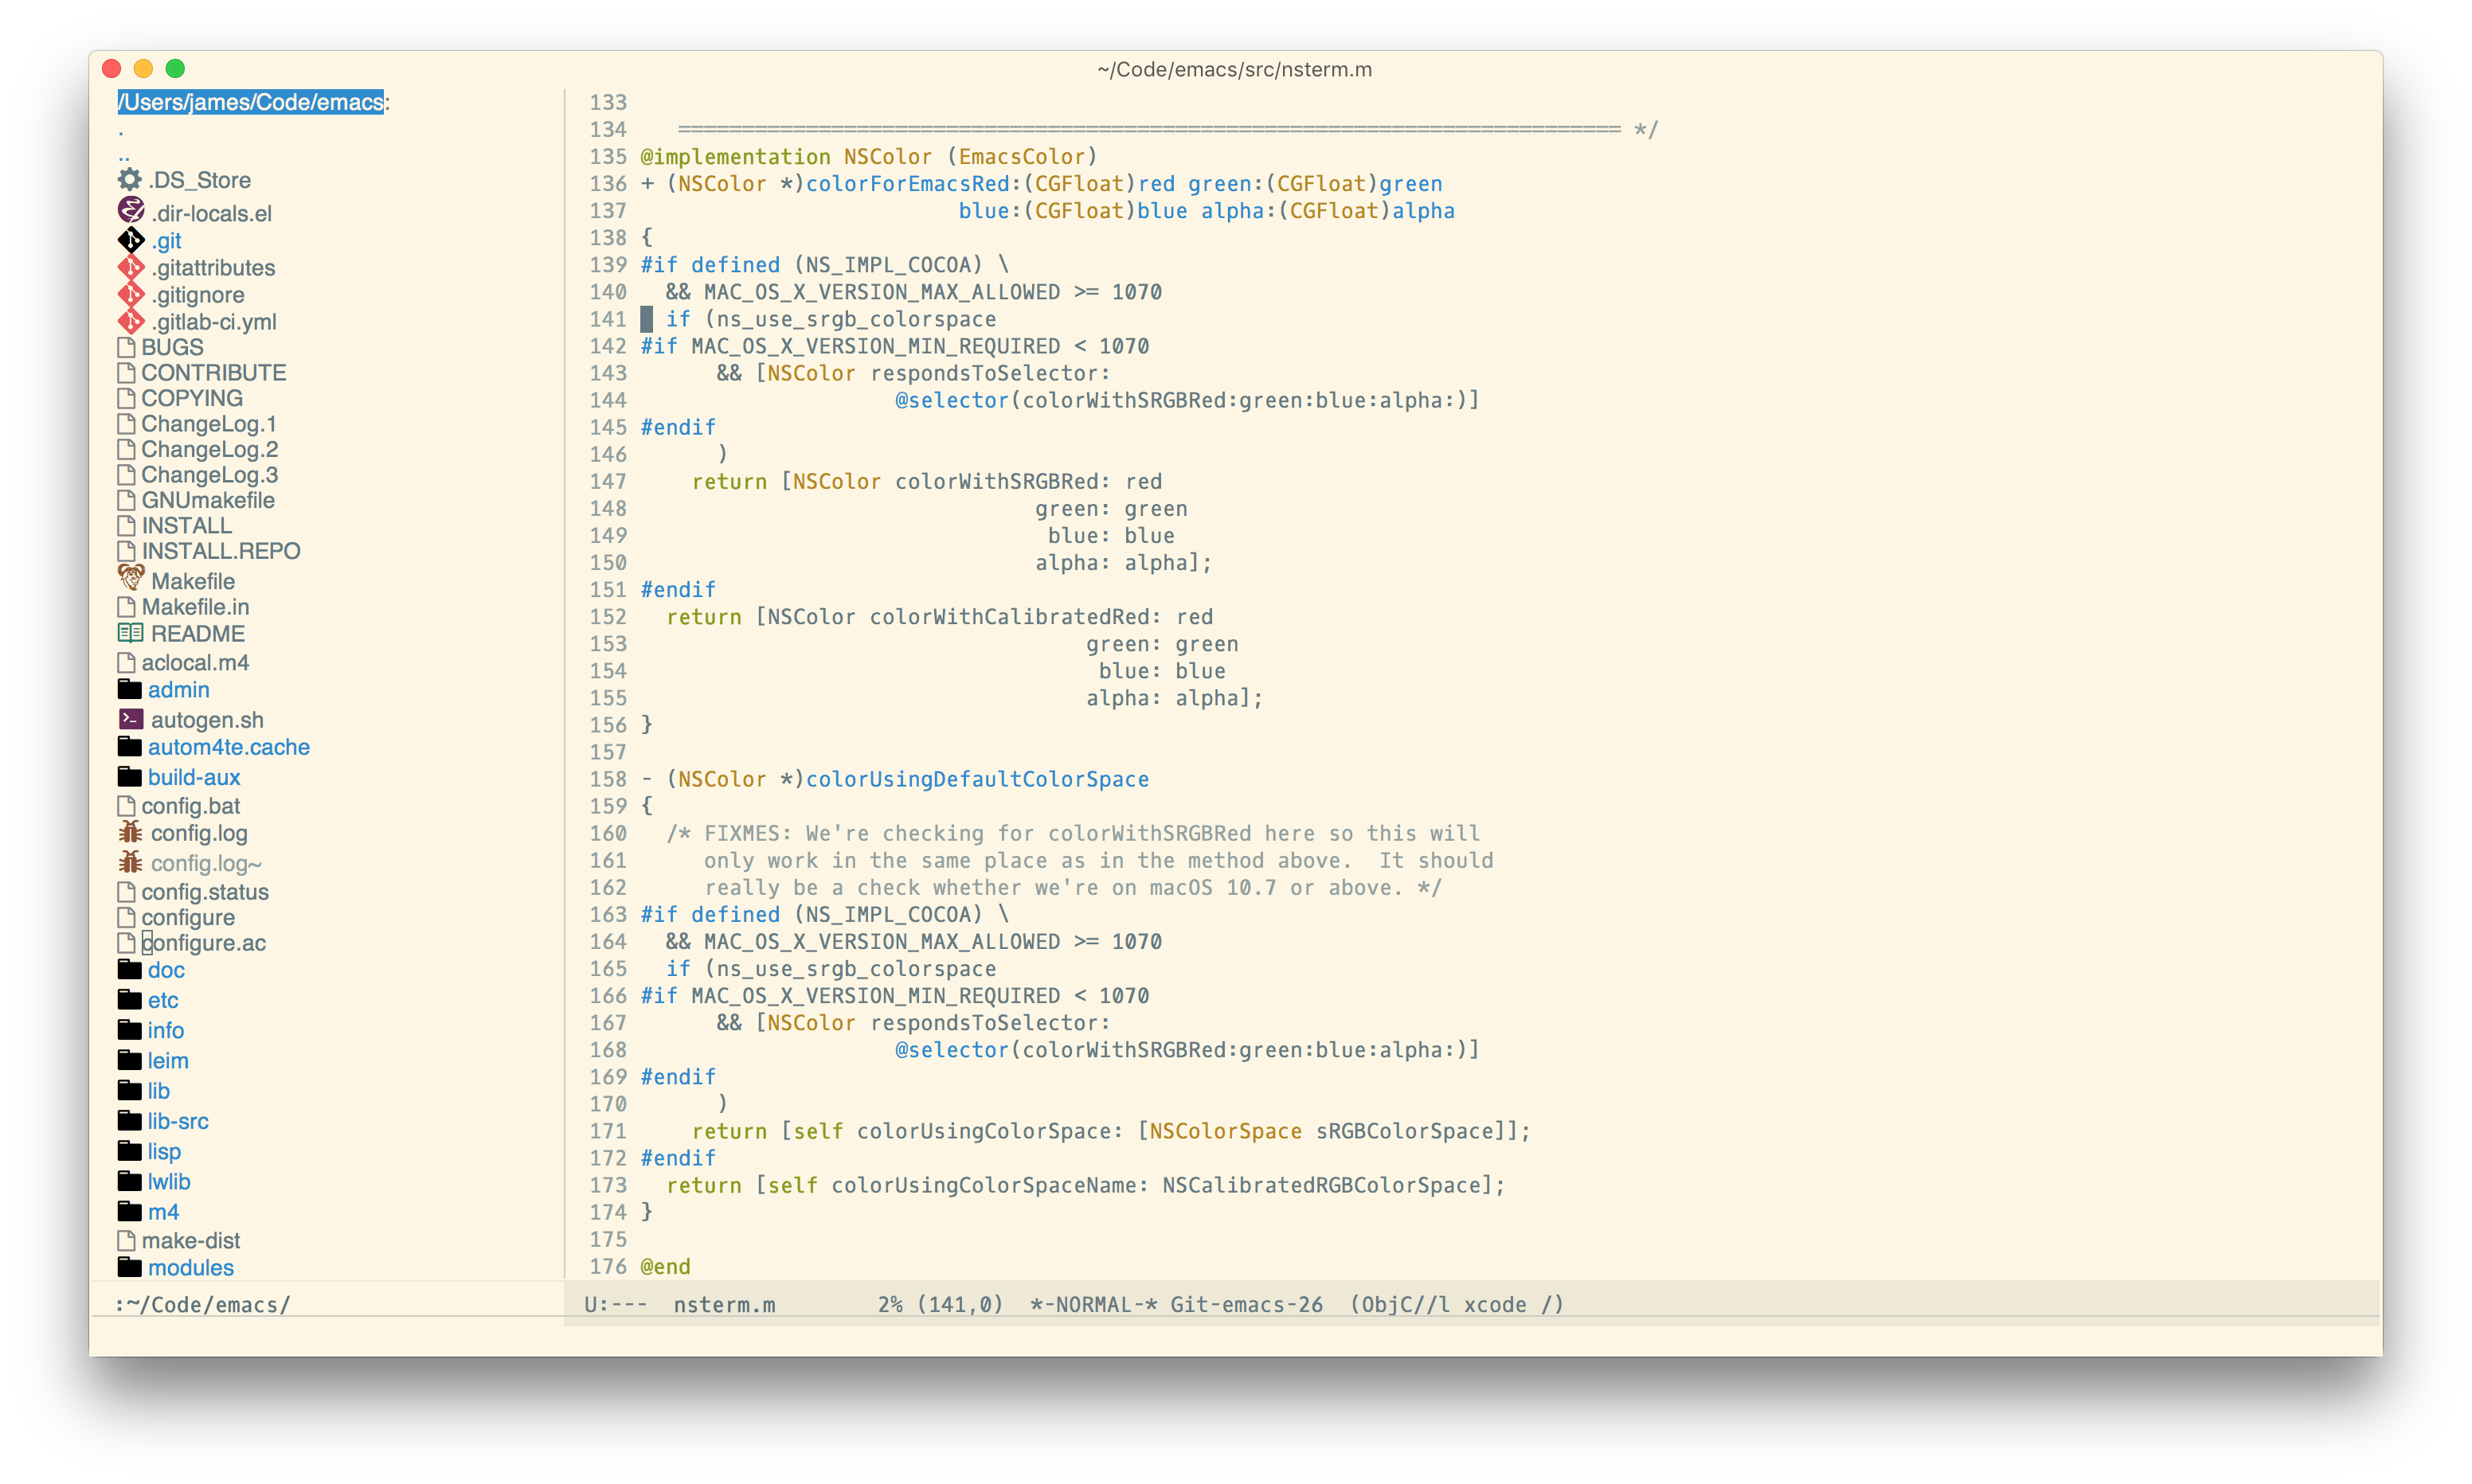 ~/Code/emacs/src/nsterm.m
/Users/james/Code/emacs:
.
..
.DS_Store
.dir-locals.el
.git
.gitattributes
.gitignore
.gitlab-ci.yml
BUGS
CONTRIBUTE
COPYING
ChangeLog.1
ChangeLog.2
ChangeLog.3
GNUmakefile
INSTALL
INSTALL.REPO
Makefile
Makefile.in
README
aclocal.m4
admin
autogen.sh
autom4te.cache
build-aux
config.bat
config.log
config.log~
config.status
configure
configure.ac
doc
etc
info
leim
lib
lib-src
lisp
lwlib
m4
make-dist
modules
:~/Code/emacs/
133
134    ========================================================================== */
135 @implementation NSColor (EmacsColor)
136 + (NSColor *)colorForEmacsRed:(CGFloat)red green:(CGFloat)green
137                          blue:(CGFloat)blue alpha:(CGFloat)alpha
138 {
139 #if defined (NS_IMPL_COCOA) \
140   && MAC_OS_X_VERSION_MAX_ALLOWED >= 1070
141   if (ns_use_srgb_colorspace
142 #if MAC_OS_X_VERSION_MIN_REQUIRED < 1070
143       && [NSColor respondsToSelector:
144                     @selector(colorWithSRGBRed:green:blue:alpha:)]
145 #endif
146       )
147     return [NSColor colorWithSRGBRed: red
148                                green: green
149                                 blue: blue
150                                alpha: alpha];
151 #endif
152   return [NSColor colorWithCalibratedRed: red
153                                    green: green
154                                     blue: blue
155                                    alpha: alpha];
156 }
157
158 - (NSColor *)colorUsingDefaultColorSpace
159 {
160   /* FIXMES: We're checking for colorWithSRGBRed here so this will
161      only work in the same place as in the method above.  It should
162      really be a check whether we're on macOS 10.7 or above. */
163 #if defined (NS_IMPL_COCOA) \
164   && MAC_OS_X_VERSION_MAX_ALLOWED >= 1070
165   if (ns_use_srgb_colorspace
166 #if MAC_OS_X_VERSION_MIN_REQUIRED < 1070
167       && [NSColor respondsToSelector:
168                     @selector(colorWithSRGBRed:green:blue:alpha:)]
169 #endif
170       )
171     return [self colorUsingColorSpace: [NSColorSpace sRGBColorSpace]];
172 #endif
173   return [self colorUsingColorSpaceName: NSCalibratedRGBColorSpace];
174 }
175
176 @end
U:---  nsterm.m        2% (141,0)  *-NORMAL-* Git-emacs-26  (ObjC//l xcode /)